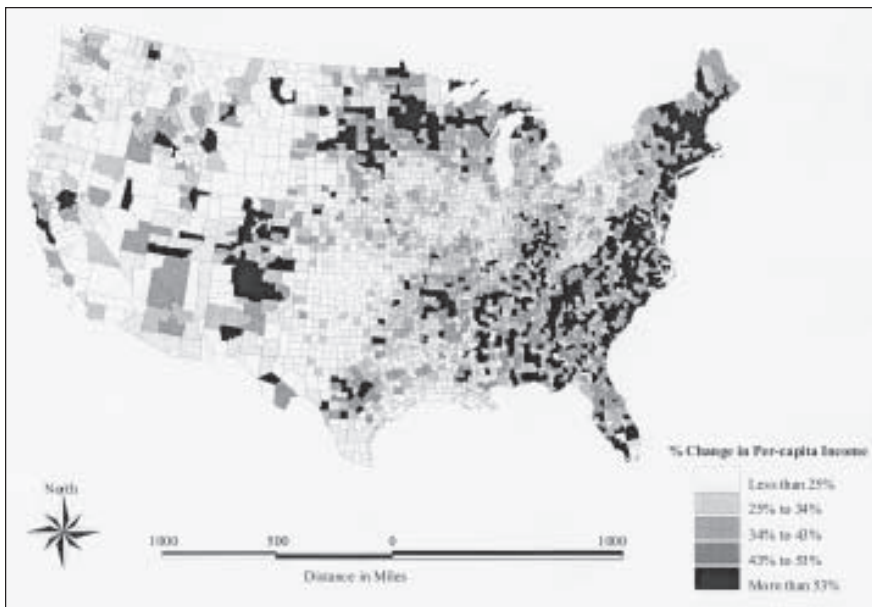 % Change in Per-capita Income
Less than 25%
25% to 34%
34% to 43%
43% to 53%
More than 53%
North
1000 500 0 1000
Distance in Miles